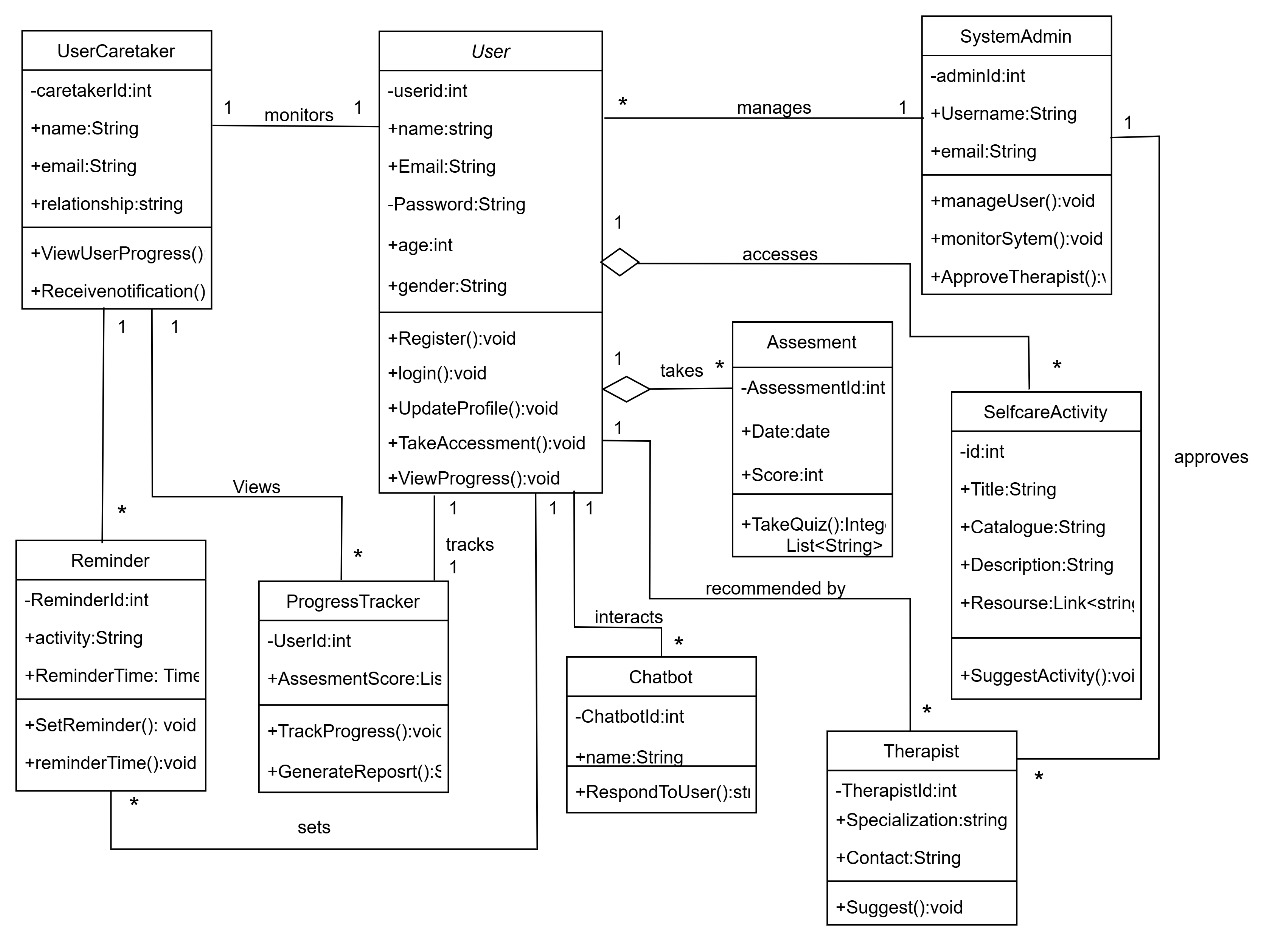 UserCaretaker
-caretakerId:int
+name:String
+email:String
+relationship:string
+ViewUserProgress()
+Receivenotification()
1
monitors
1
User
-userid:int
+name:string
+Email:String
-Password:String
+age:int
+gender:String
+Register():void
+login():void
+UpdateProfile():void
+TakeAccessment():void
+ViewProgress():void
*
manages
1
SystemAdmin
-adminId:int
+Username:String
+email:String
+manageUser():void
+monitorSytem():void
+ApproveTherapist():v
1
approves
*
1
accesses
*
1
takes
*
Assesment
-AssessmentId:int
+Date:date
+Score:int
+TakeQuiz():Intege
List<String>
SelfcareActivity
-id:int
+Title:String
+Catalogue:String
+Description:String
+Resourse:Link<string
+SuggestActivity():voi
1
recommended by
*
1
*
1
Views
*
1
tracks
1
1
1
interacts
*
Reminder
-ReminderId:int
+activity:String
+ReminderTime: Time
+SetReminder(): void
+reminderTime():void
*
sets
ProgressTracker
-UserId:int
+AssesmentScore:Lis
+TrackProgress():void
+GenerateReposrt():S
Chatbot
-ChatbotId:int
+name:String
+RespondToUser():stri
Therapist
-TherapistId:int
+Specialization:string
+Contact:String
+Suggest():void